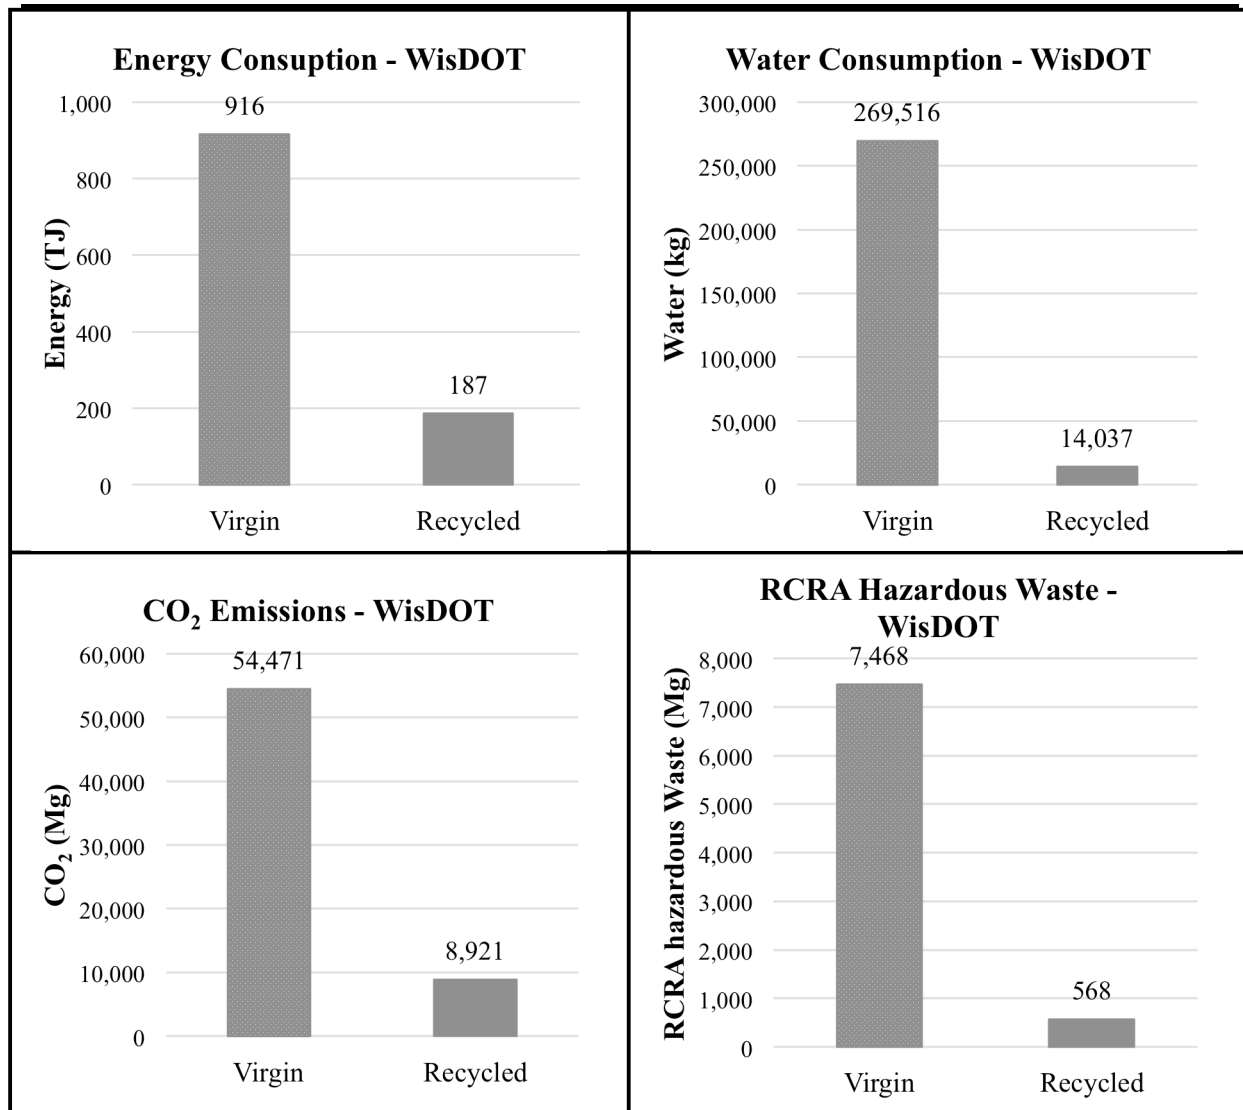 Energy Consuption - WisDOT
1,000
800
600
400
200
0
Energy (TJ)
916
187
Virgin
Recycled
Water Consumption - WisDOT
300,000
250,000
200,000
150,000
100,000
50,000
0
Water (kg)
269,516
14,037
Virgin
Recycled
CO₂ Emissions - WisDOT
60,000
50,000
40,000
30,000
20,000
10,000
0
CO₂ (Mg)
54,471
8,921
Virgin
Recycled
RCRA Hazardous Waste -
WisDOT
8,000
7,000
6,000
5,000
4,000
3,000
2,000
1,000
0
RCRA hazardous Waste (Mg)
7,468
568
Virgin
Recycled